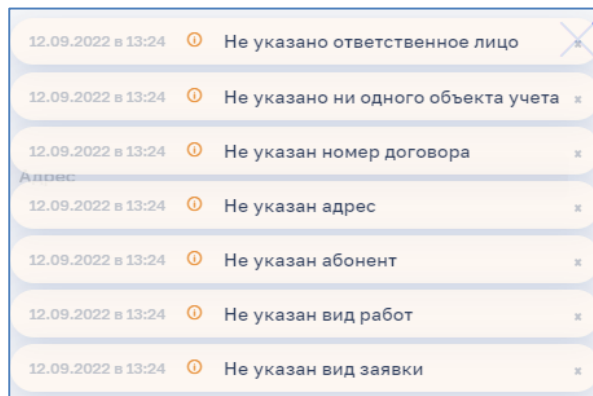 12.09.2022 в 13:24 Не указано ответственное лицо x
12.09.2022 в 13:24 Не указано ни одного объекта учета x
12.09.2022 в 13:24 Не указан номер договора x
Адрес
12.09.2022 в 13:24 Не указан адрес x
12.09.2022 в 13:24 Не указан абонент x
12.09.2022 в 13:24 Не указан вид работ x
12.09.2022 в 13:24 Не указан вид заявки x